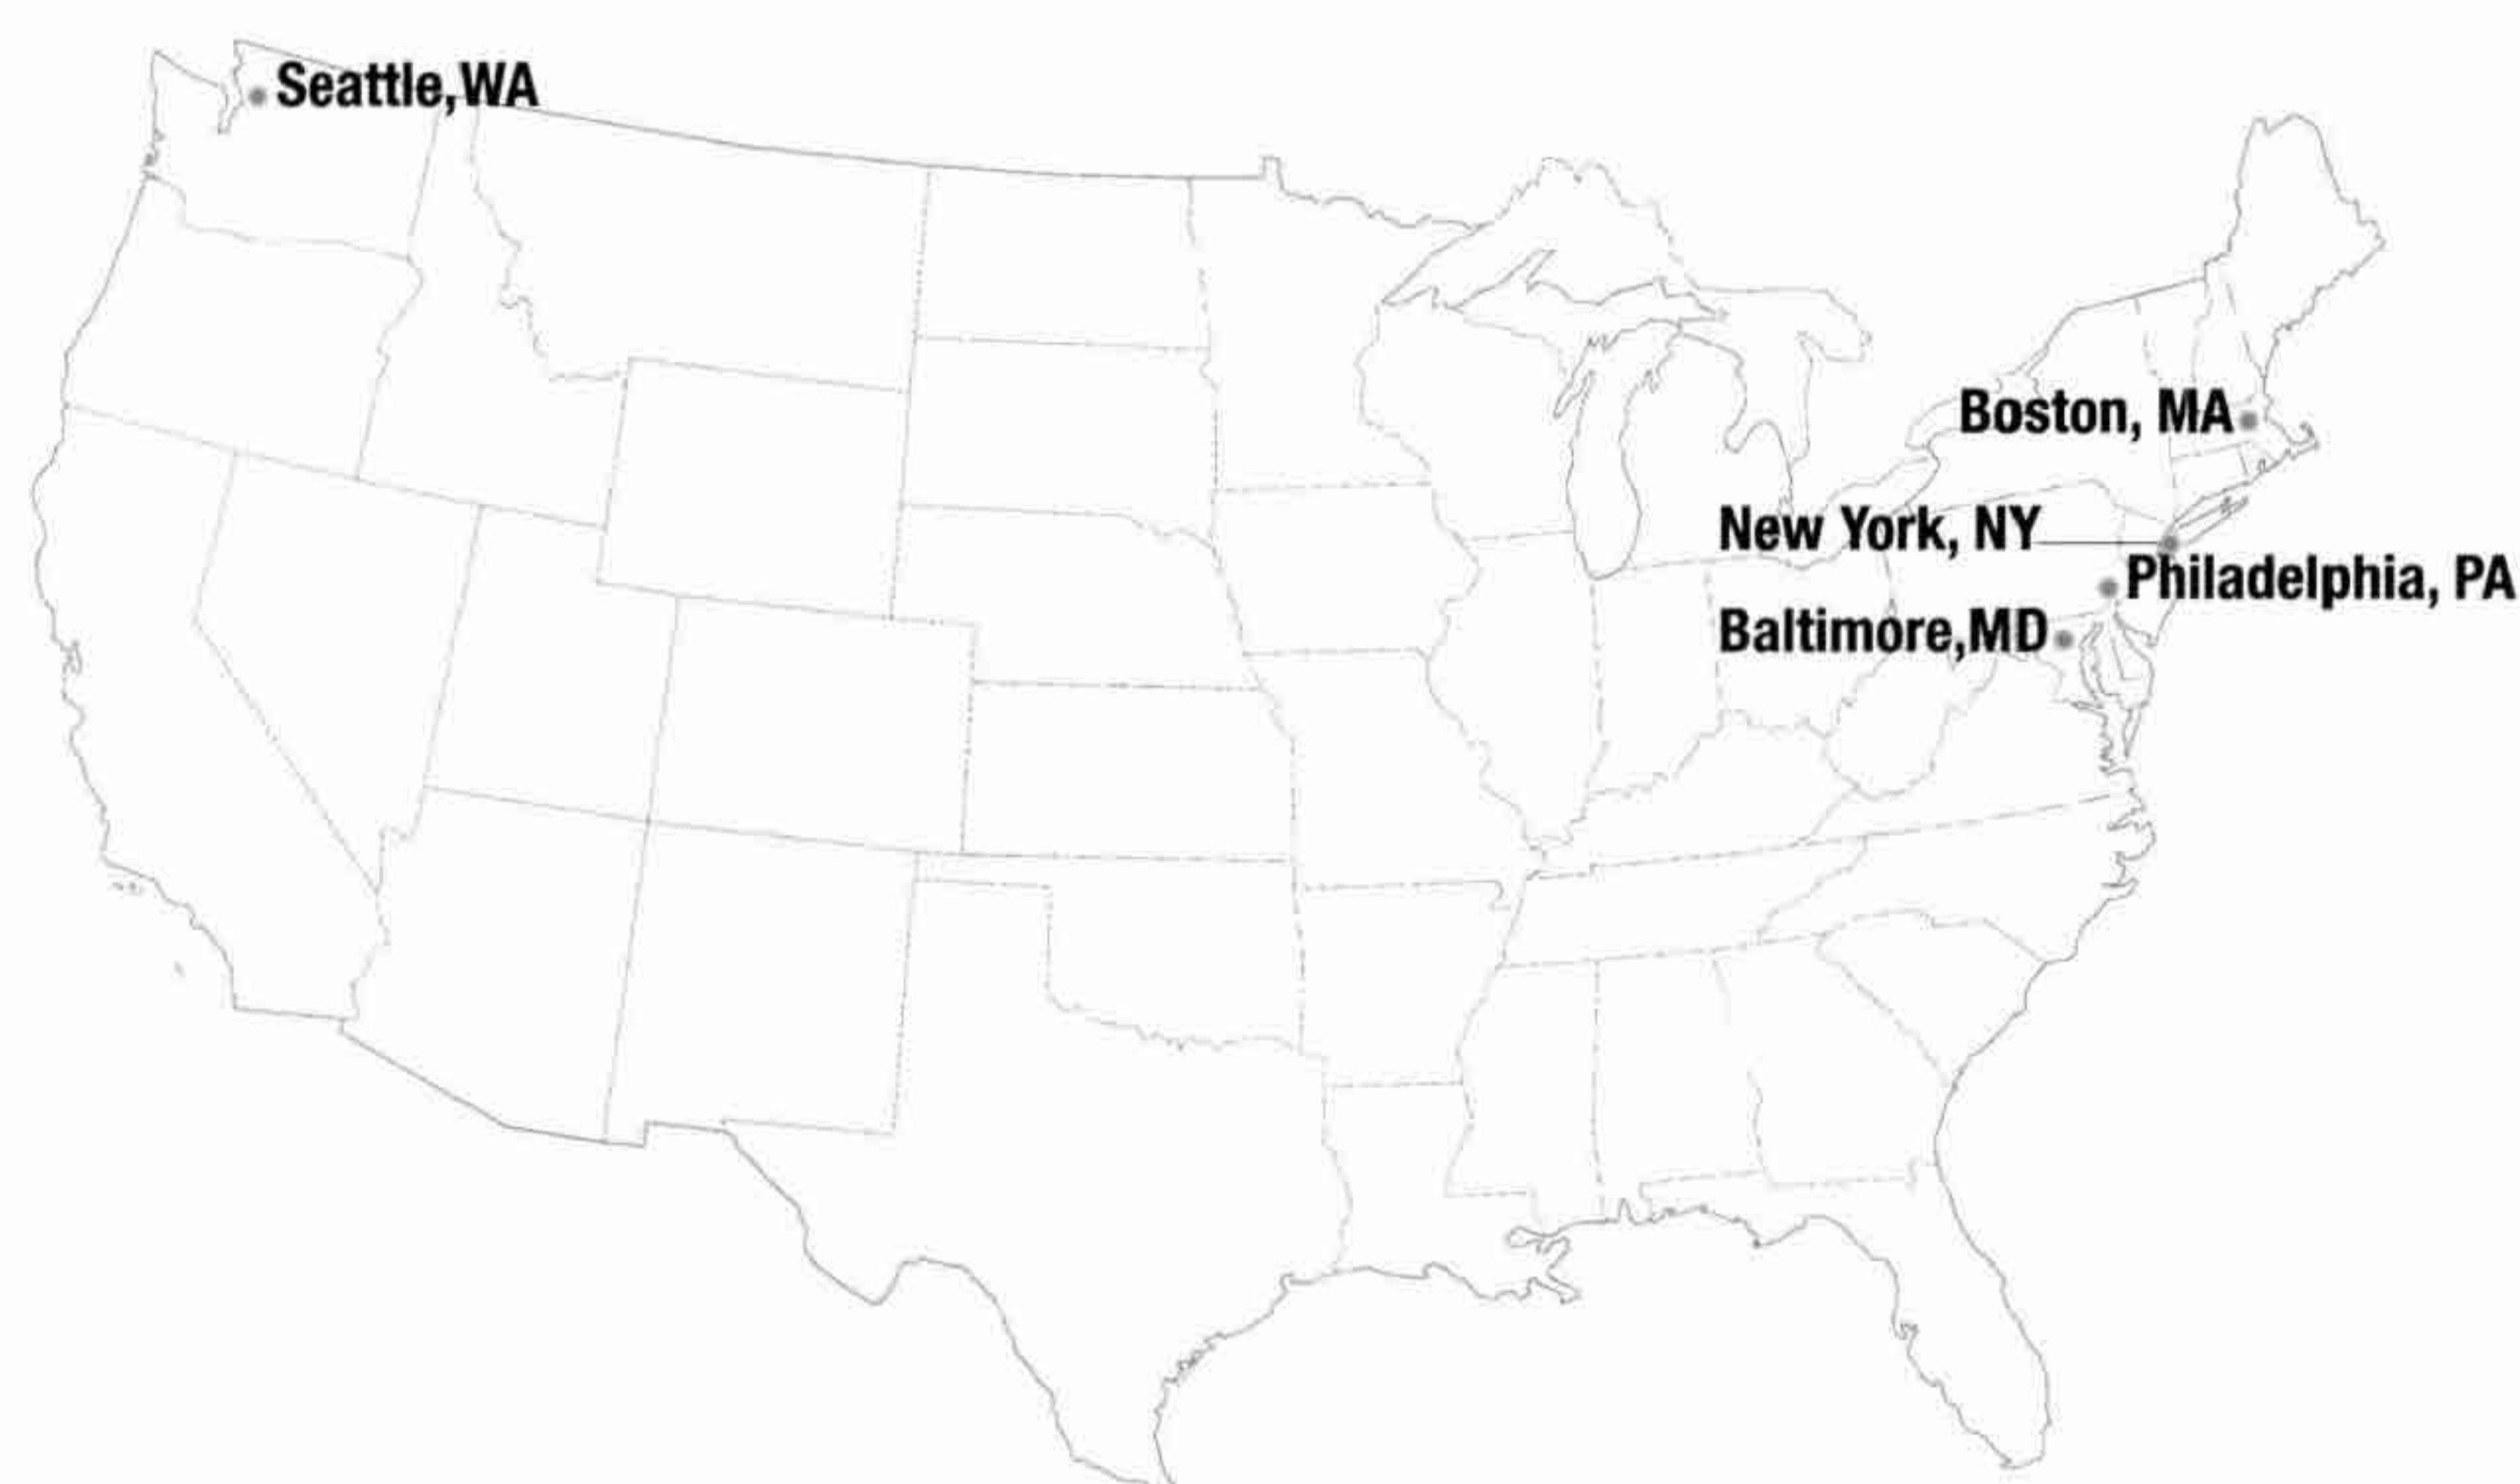 Seattle,WA
Boston, MA
New York, NY
Philadelphia, PA
Baltimore,MD